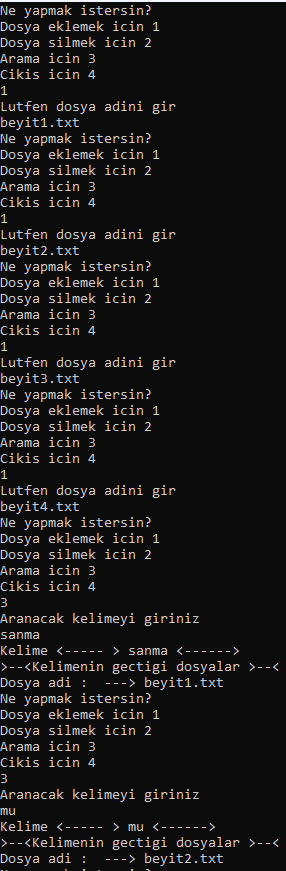 Ne yapmak istersin?
Dosya eklemek icin 1
Dosya silmek icin 2
Arama icin 3
Cikis icin 4
1
Lutfen dosya adini gir
beyit1.txt
Ne yapmak istersin?
Dosya eklemek icin 1
Dosya silmek icin 2
Arama icin 3
Cikis icin 4
1
Lutfen dosya adini gir
beyit2.txt
Ne yapmak istersin?
Dosya eklemek icin 1
Dosya silmek icin 2
Arama icin 3
Cikis icin 4
1
Lutfen dosya adini gir
beyit3.txt
Ne yapmak istersin?
Dosya eklemek icin 1
Dosya silmek icin 2
Arama icin 3
Cikis icin 4
1
Lutfen dosya adini gir
beyit4.txt
Ne yapmak istersin?
Dosya eklemek icin 1
Dosya silmek icin 2
Arama icin 3
Cikis icin 4
3
Aranacak kelimeyi giriniz
sanma
Kelime <----- > sanma <------>
>--<Kelimenin gectigi dosyalar >--<
Dosya adi :  ---> beyit1.txt
Ne yapmak istersin?
Dosya eklemek icin 1
Dosya silmek icin 2
Arama icin 3
Cikis icin 4
3
Aranacak kelimeyi giriniz
mu
Kelime <----- > mu <------>
>--<Kelimenin gectigi dosyalar >--<
Dosya adi :  ---> beyit2.txt